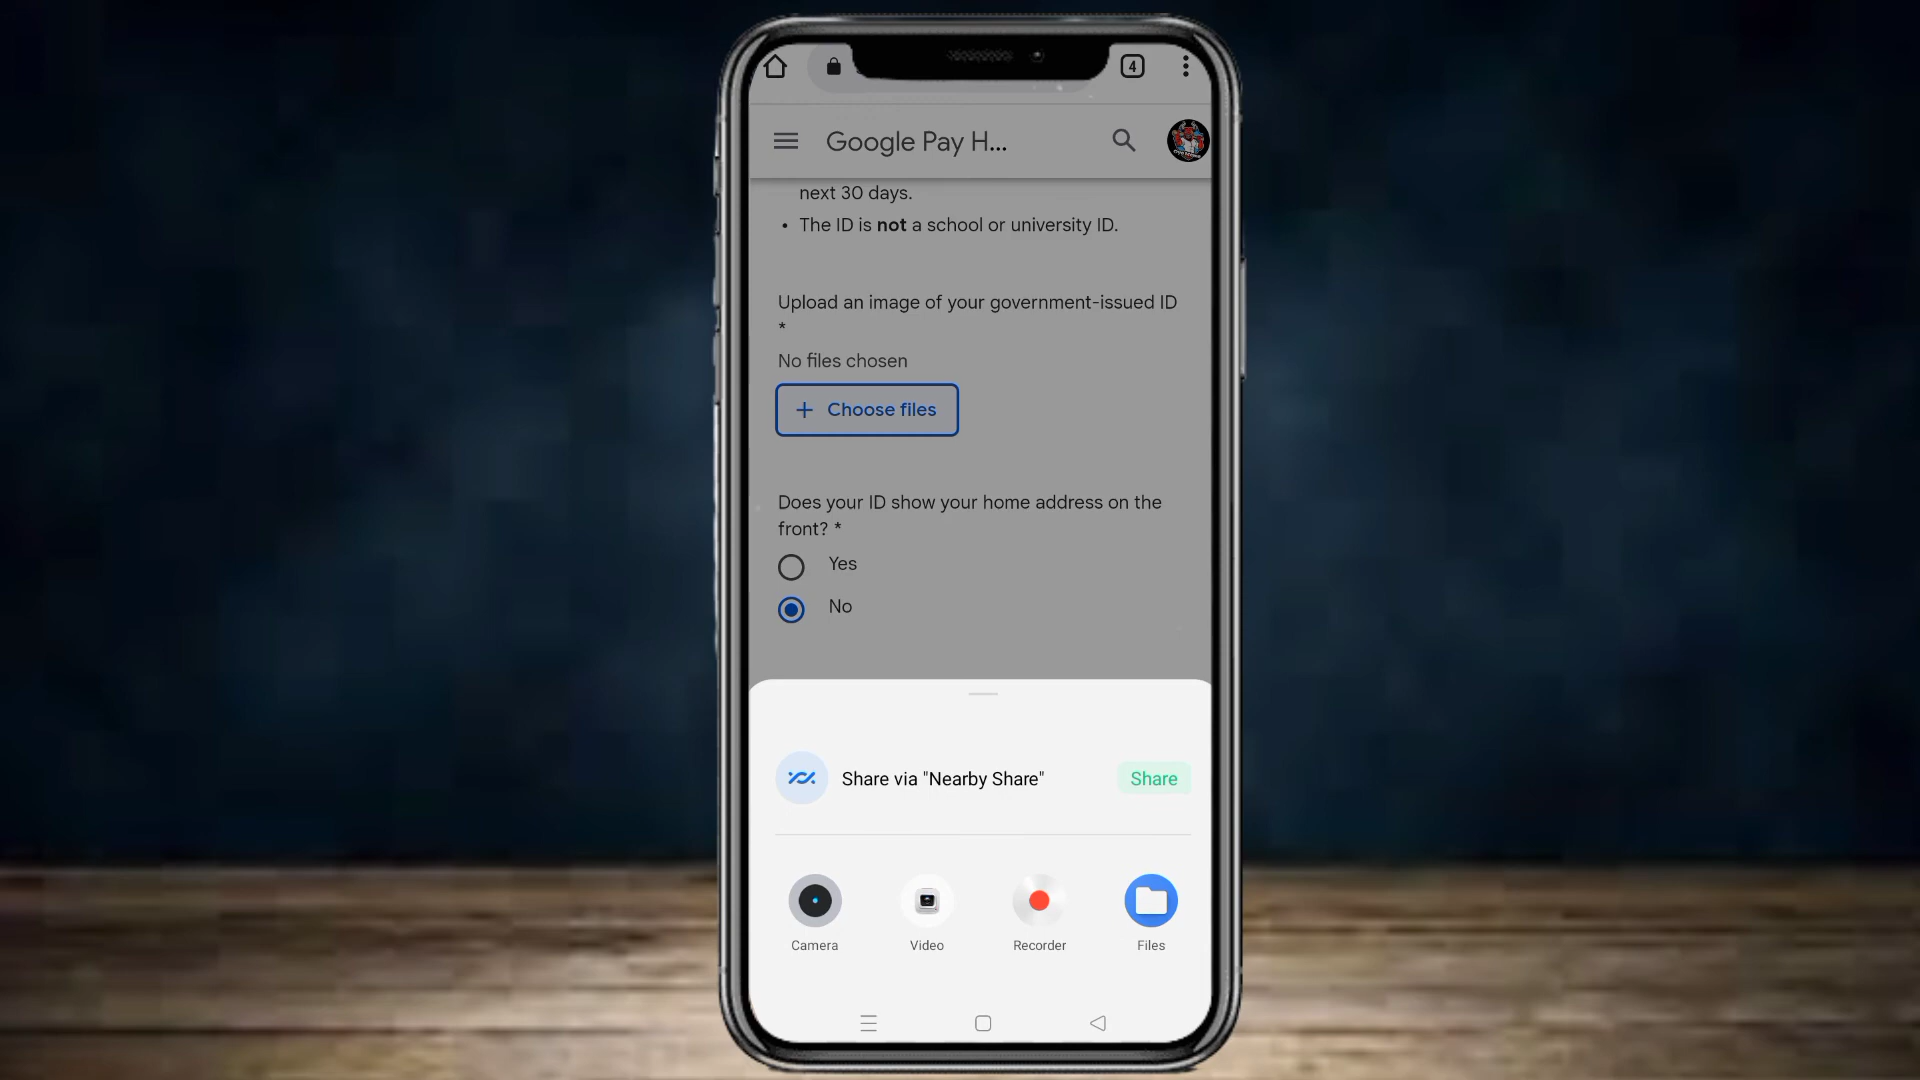 4
Google Pay H...
next 30 days.
• The ID is not a school or university ID.
Upload an image of your government-issued ID
*
No files chosen
+ Choose files
Does your ID show your home address on the
front? *
Yes
No
Share via "Nearby Share"
Share
Camera
Video
Recorder
Files